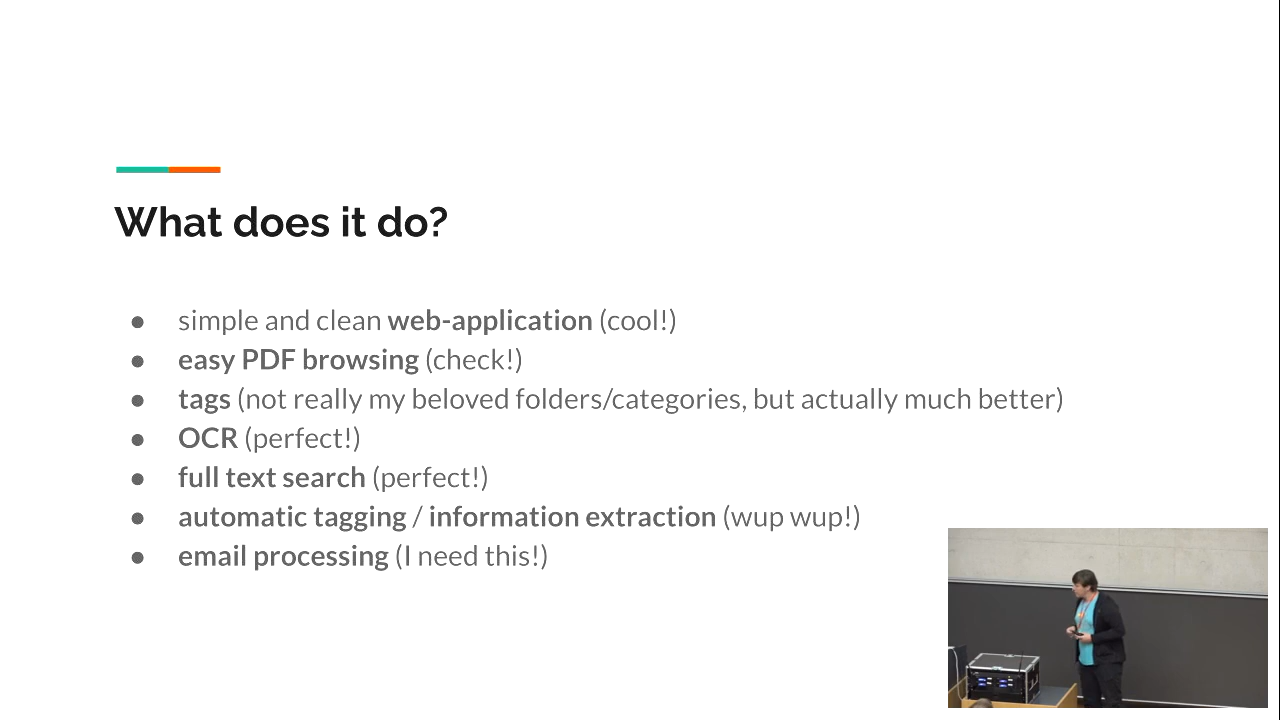 What does it do?
● simple and clean web-application (cool!)
● easy PDF browsing (check!)
● tags (not really my beloved folders/categories, but actually much better)
● OCR (perfect!)
● full text search (perfect!)
● automatic tagging / information extraction (wup wup!)
● email processing (I need this!)